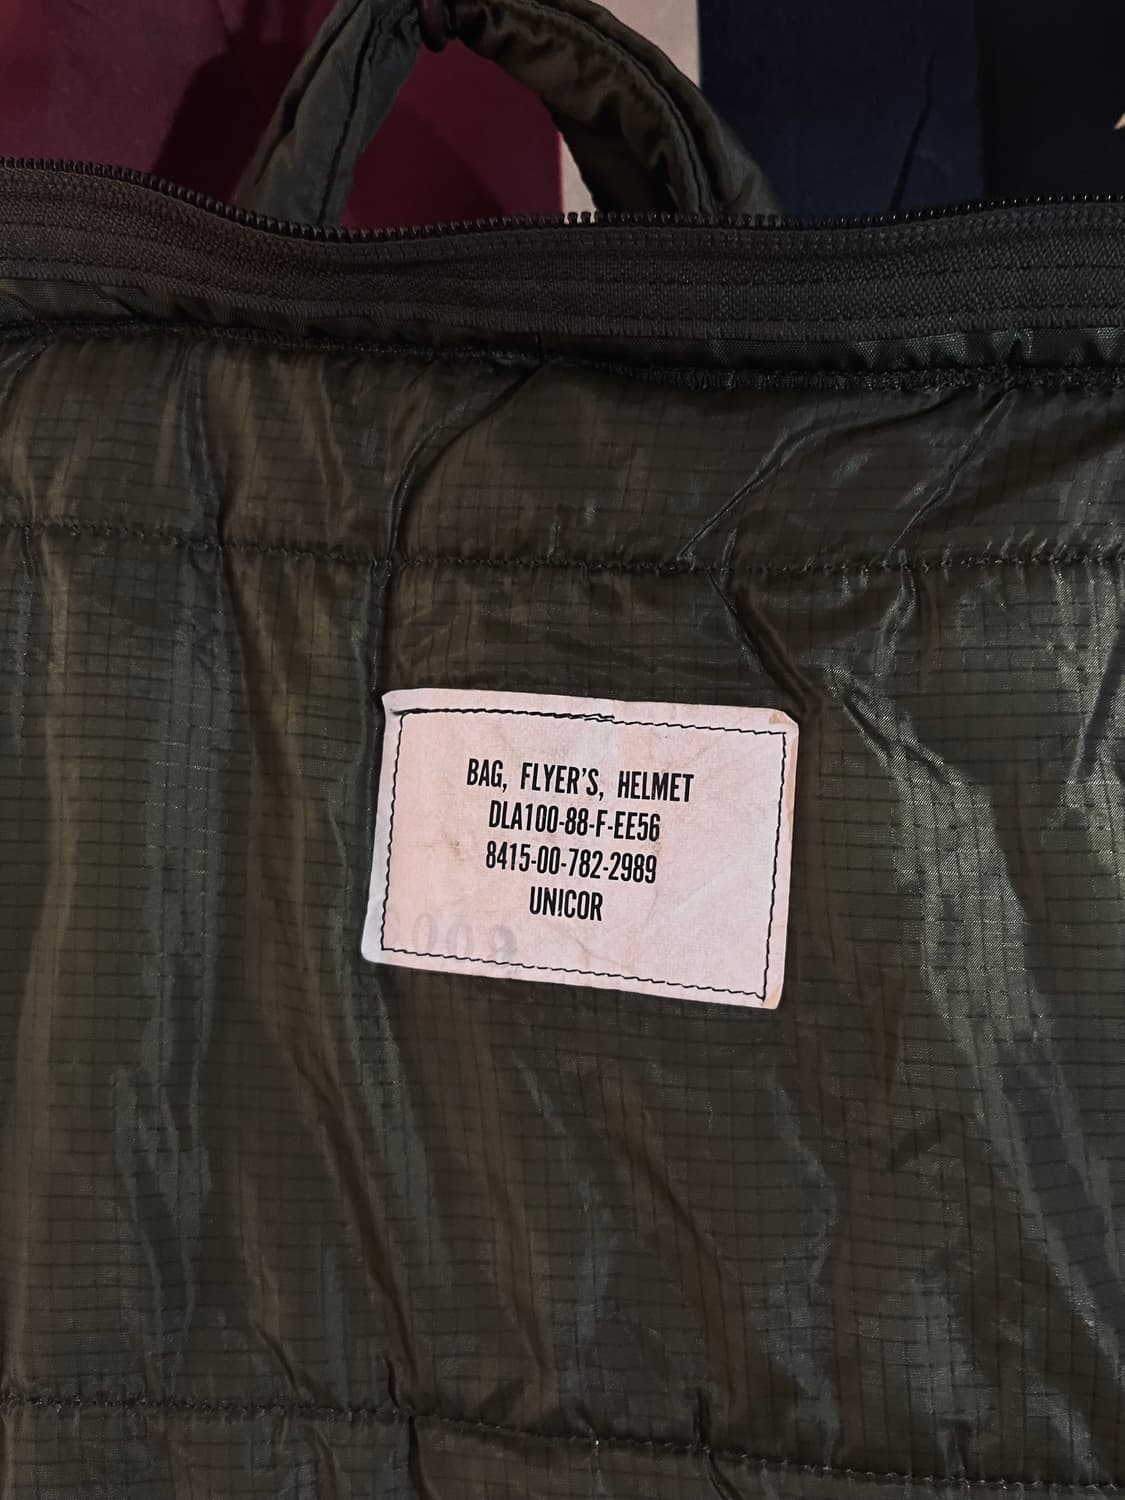 BAG, FLYER'S, HELMET
DLA100-88-F-EE56
8415-00-782-2989
UNICOR